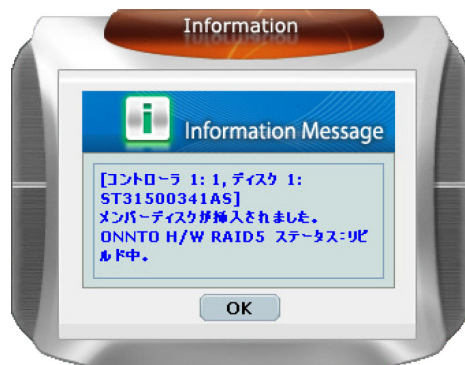 Information
Information Message
[コントローラ 1: 1, ディスク 1:
ST31500341AS]
メンバーディスクが挿入されました。
ONNTO H/W RAID5 ステータス:リビ
ルド中。
OK